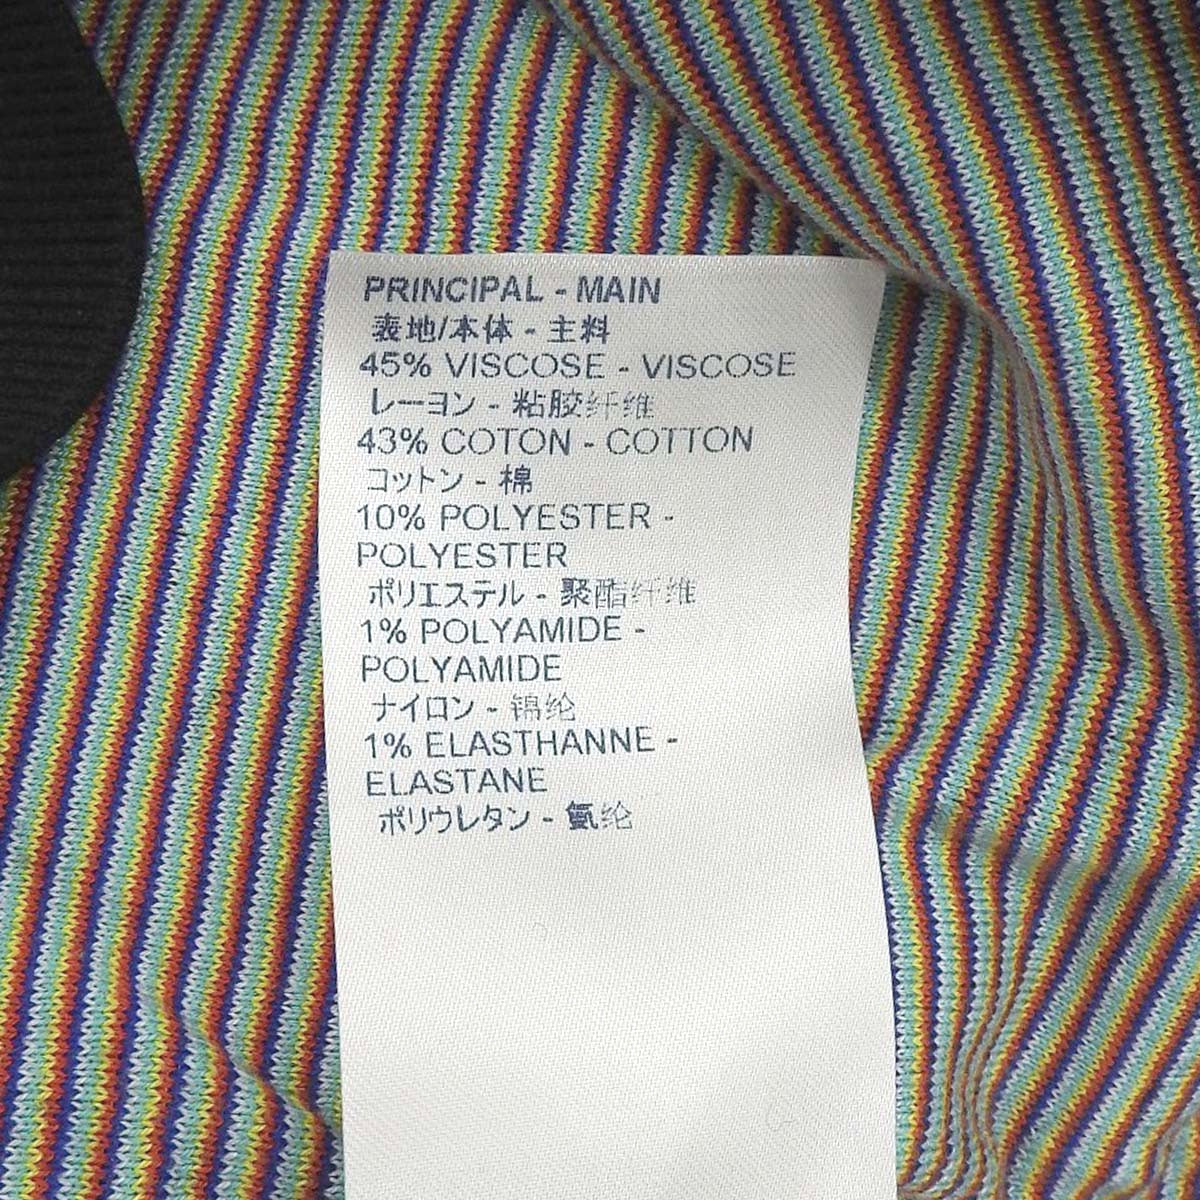 PRINCIPAL - MAIN
表地/本体 - 主料
45% VISCOSE - VISCOSE
レーヨン - 粘胶纤维
43% COTON - COTTON
コットン - 棉
10% POLYESTER -
POLYESTER
ポリエステル - 聚酯纤维
1% POLYAMIDE -
POLYAMIDE
ナイロン - 锦纶
1% ELASTHANNE -
ELASTANE
ポリウレタン - 氨纶